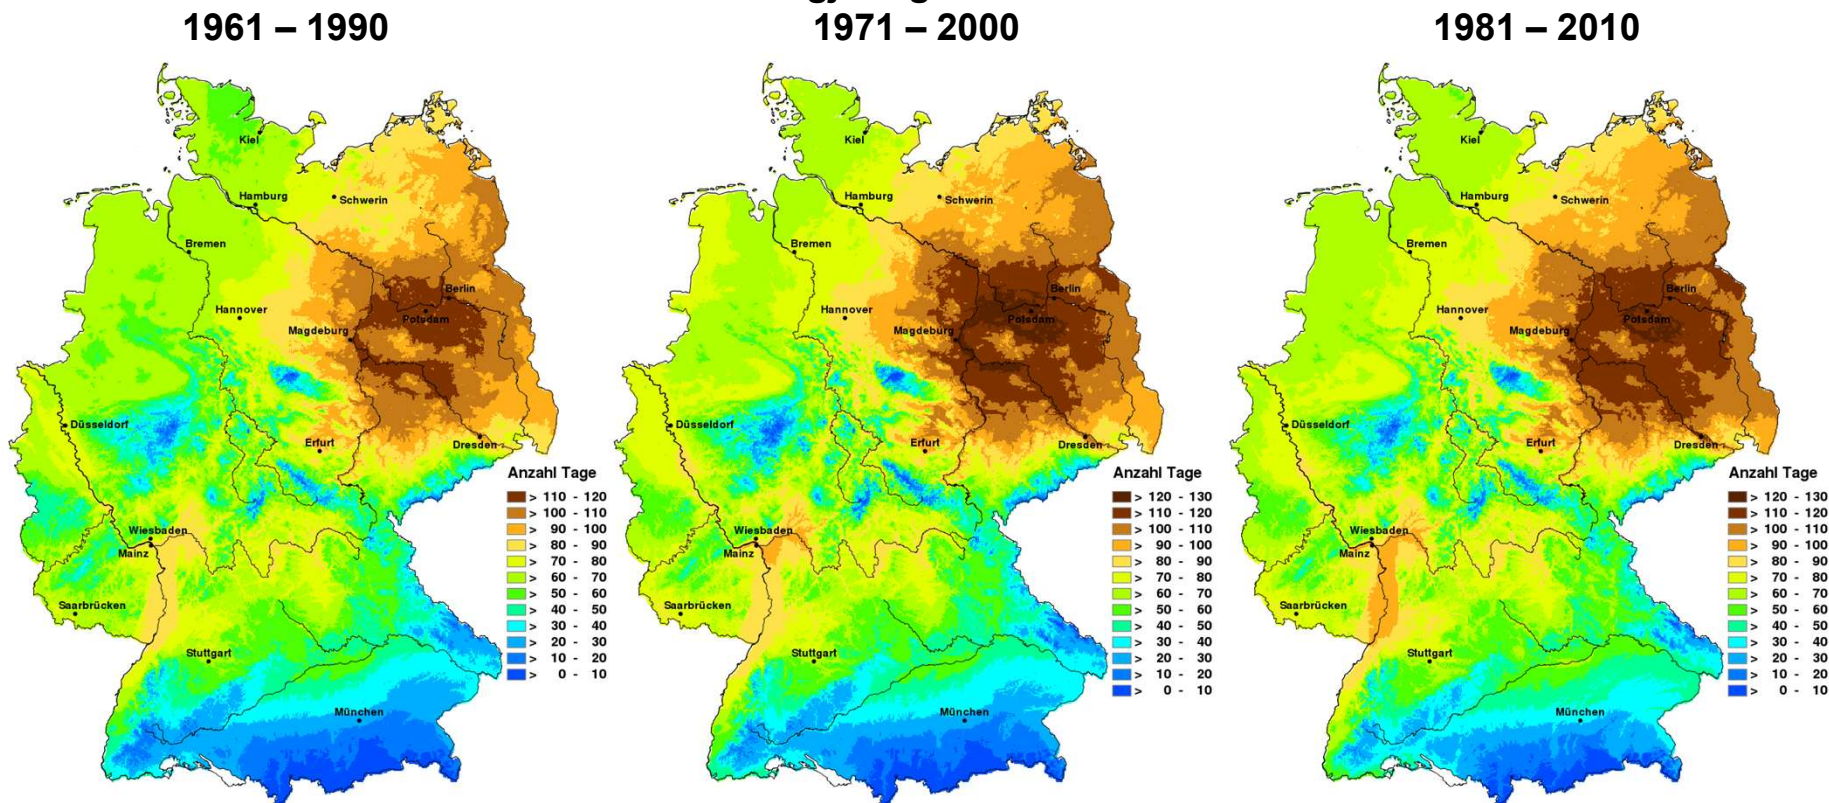 1961 – 1990
Kiel
Hamburg
Schwerin
Bremen
Berlin
Hannover
Potsdam
Magdeburg
Düsseldorf
Erfurt
Dresden
Wiesbaden
Mainz
Saarbrücken
Stuttgart
München
Anzahl Tage
> 110 - 120
> 100 - 110
> 90 - 100
> 80 - 90
> 70 - 80
> 60 - 70
> 50 - 60
> 40 - 50
> 30 - 40
> 20 - 30
> 10 - 20
> 0 - 10
1971 – 2000
Kiel
Hamburg
Schwerin
Bremen
Berlin
Hannover
Potsdam
Magdeburg
Düsseldorf
Erfurt
Dresden
Wiesbaden
Mainz
Saarbrücken
Stuttgart
München
Anzahl Tage
> 120 - 130
> 110 - 120
> 100 - 110
> 90 - 100
> 80 - 90
> 70 - 80
> 60 - 70
> 50 - 60
> 40 - 50
> 30 - 40
> 20 - 30
> 10 - 20
> 0 - 10
1981 – 2010
Kiel
Hamburg
Schwerin
Bremen
Berlin
Hannover
Potsdam
Magdeburg
Düsseldorf
Erfurt
Dresden
Wiesbaden
Mainz
Saarbrücken
Stuttgart
München
Anzahl Tage
> 120 - 130
> 110 - 120
> 100 - 110
> 90 - 100
> 80 - 90
> 70 - 80
> 60 - 70
> 50 - 60
> 40 - 50
> 30 - 40
> 20 - 30
> 10 - 20
> 0 - 10